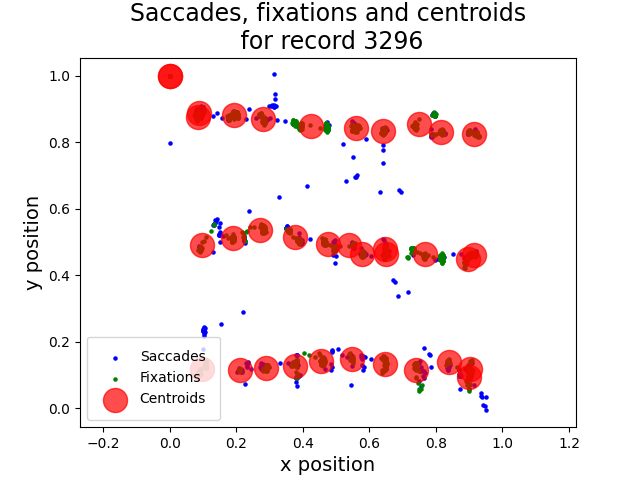 Saccades, fixations and centroids
for record 3296
y position
1.0
0.8
0.6
0.4
0.2
0.0
Saccades
Fixations
Centroids
−0.2 0.0 0.2 0.4 0.6 0.8 1.0 1.2
x position